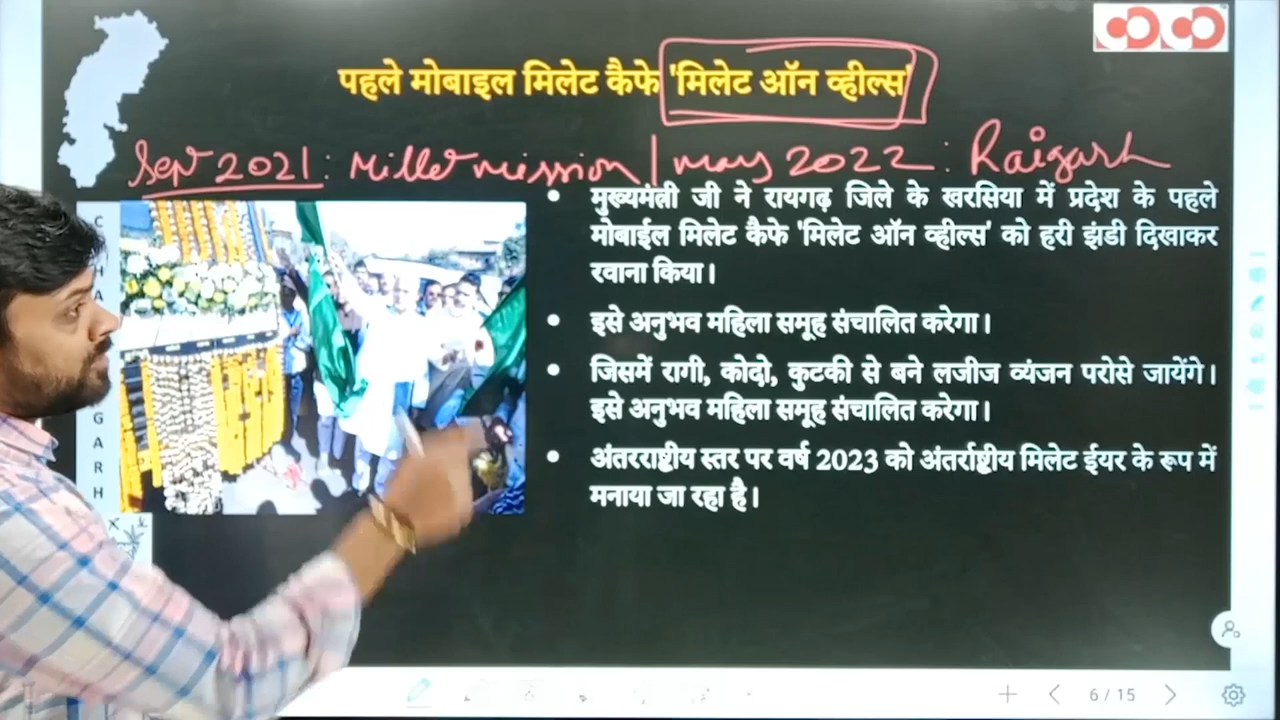 पहले मोबाइल मिलेट कैफे 'मिलेट ऑन व्हील्स'
Sep 2021: Millet mission | may 2022: Raigarh
• मुख्यमंत्री जी ने रायगढ़ जिले के खरसिया में प्रदेश के पहले
मोबाईल मिलेट कैफे 'मिलेट ऑन व्हील्स' को हरी झंडी दिखाकर
रवाना किया।
• इसे अनुभव महिला समूह संचालित करेगा।
• जिसमें रागी, कोदो, कुटकी से बने लजीज व्यंजन परोसे जायेंगे।
इसे अनुभव महिला समूह संचालित करेगा।
• अंतरराष्ट्रीय स्तर पर वर्ष 2023 को अंतर्राष्ट्रीय मिलेट ईयर के रूप में
मनाया जा रहा है।
6 / 15